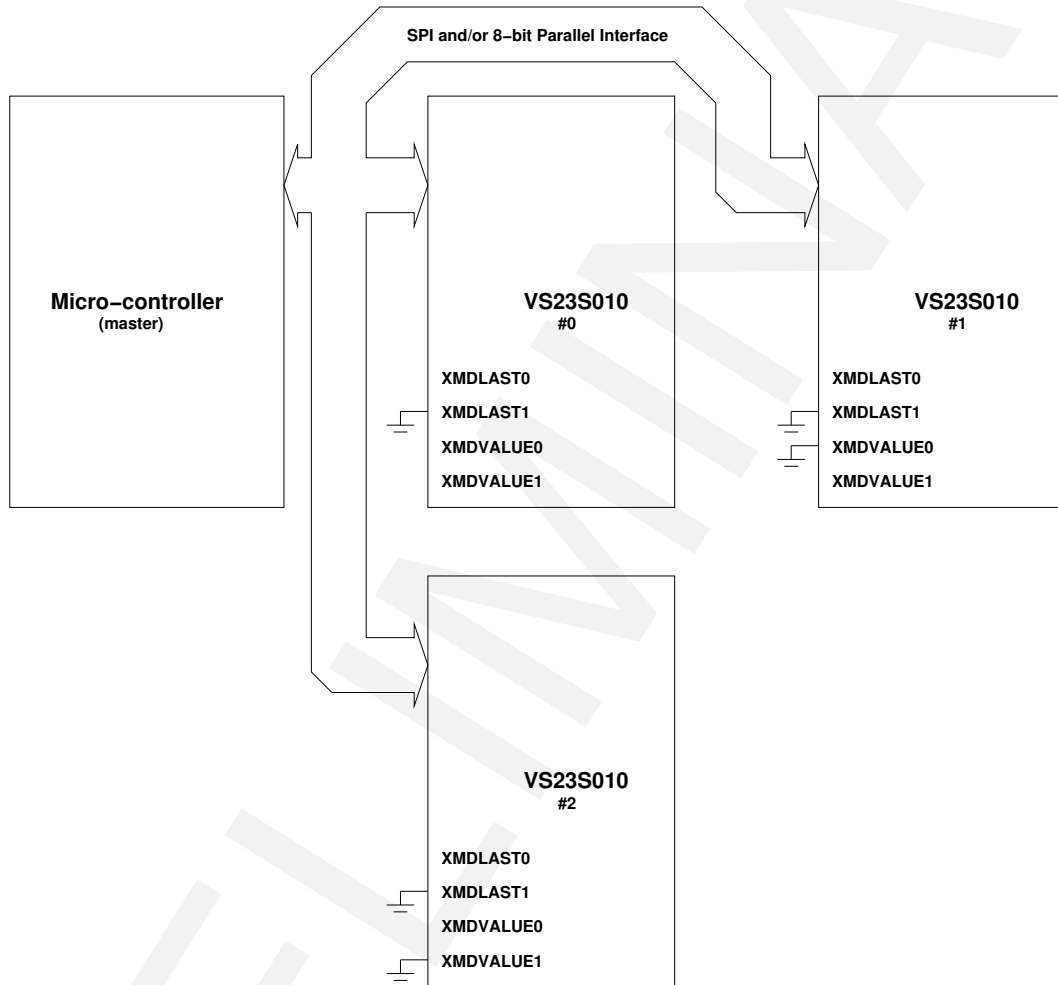 SPI and/or 8−bit Parallel Interface
Micro−controller
(master)
VS23S010
#0
XMDLAST0
XMDLAST1
XMDVALUE0
XMDVALUE1
VS23S010
#1
XMDLAST0
XMDLAST1
XMDVALUE0
XMDVALUE1
VS23S010
#2
XMDLAST0
XMDLAST1
XMDVALUE0
XMDVALUE1